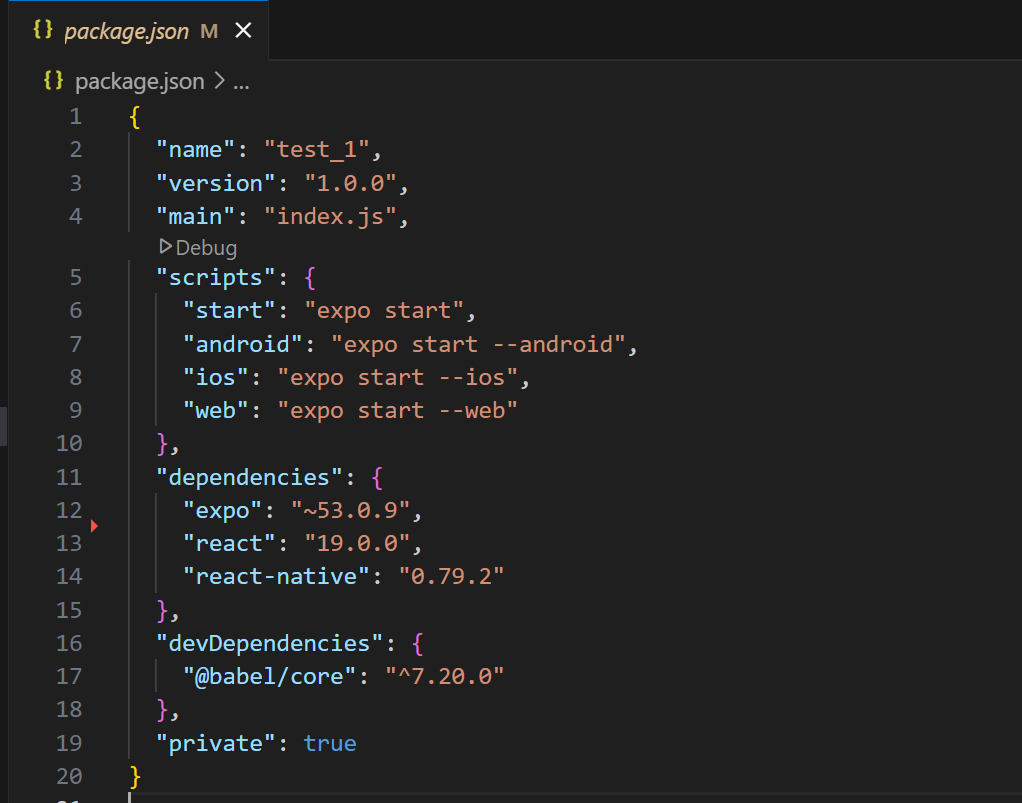 {} package.json M ×
{} package.json > ...
1 {
2 "name": "test_1",
3 "version": "1.0.0",
4 "main": "index.js",
Debug
5 "scripts": {
6 "start": "expo start",
7 "android": "expo start --android",
8 "ios": "expo start --ios",
9 "web": "expo start --web"
10 },
11 "dependencies": {
12 "expo": "~53.0.9",
13 "react": "19.0.0",
14 "react-native": "0.79.2"
15 },
16 "devDependencies": {
17 "@babel/core": "^7.20.0"
18 },
19 "private": true
20 }